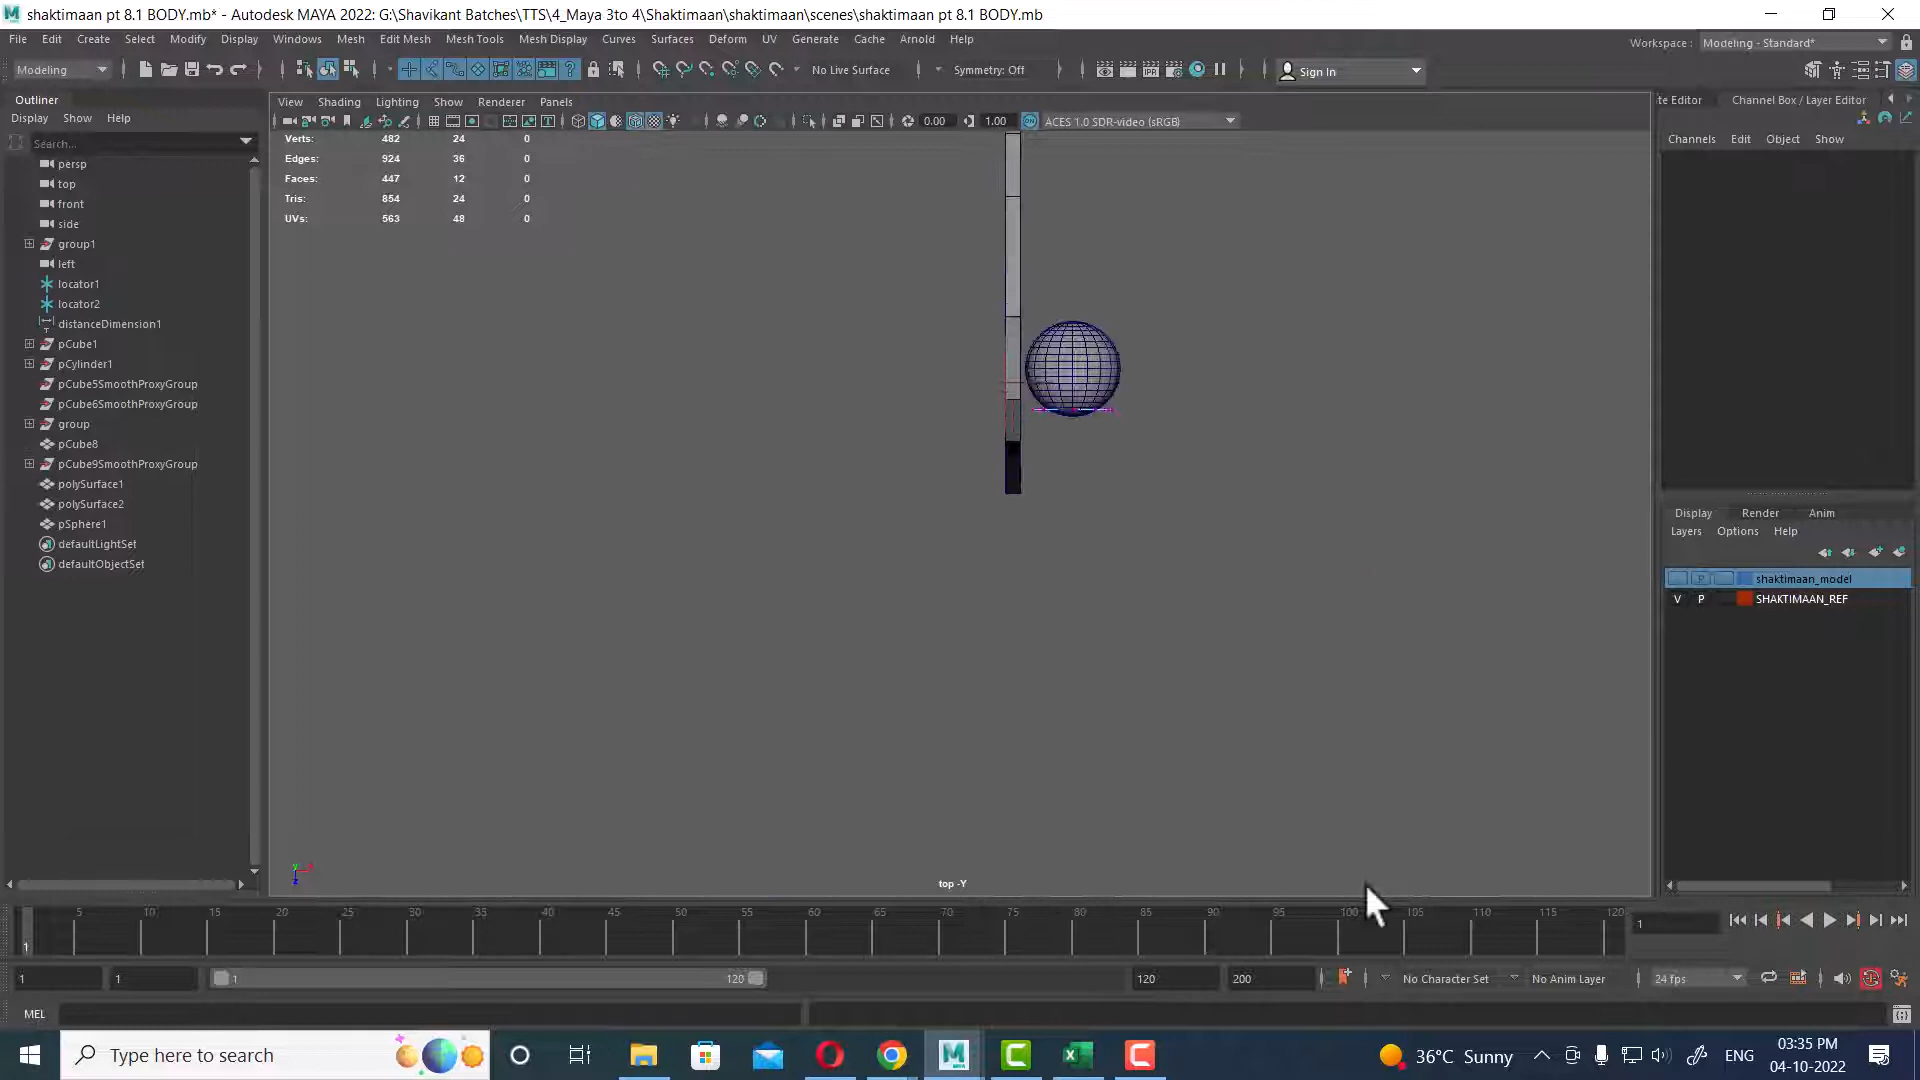 shaktimaan pt 8.1 BODY.mb* - Autodesk MAYA 2022: G:\Shavikant Batches\TTS\4_Maya 3to 4\Shaktimaan\shaktimaan\scenes\shaktimaan pt 8.1 BODY.mb
File Edit Create Select Modify Display Windows Mesh Edit Mesh Mesh Tools Mesh Display Curves Surfaces Deform UV Generate Cache Arnold Help
Workspace : Modeling - Standard*
Modeling No Live Surface Symmetry: Off Sign In
Outliner
Display Show Help
Search...
persp
top
front
side
group1
left
locator1
locator2
distanceDimension1
pCube1
pCylinder1
pCube5SmoothProxyGroup
pCube6SmoothProxyGroup
group
pCube8
pCube9SmoothProxyGroup
polySurface1
polySurface2
pSphere1
defaultLightSet
defaultObjectSet
View Shading Lighting Show Renderer Panels
0.00 1.00 ACES 1.0 SDR-video (sRGB)
Verts: 482 24 0
Edges: 924 36 0
Faces: 447 12 0
Tris: 854 24 0
UVs: 563 48 0
top -Y
te Editor Channel Box / Layer Editor
Channels Edit Object Show
Display Render Anim
Layers Options Help
P shaktimaan_model
V P SHAKTIMAAN_REF
5 10 15 20 25 30 35 40 45 50 55 60 65 70 75 80 85 90 95 100 105 110 115 120
1 1
1 1 1 120 120 200 No Character Set No Anim Layer 24 fps
MEL
Type here to search 36°C Sunny ENG 03:35 PM
04-10-2022